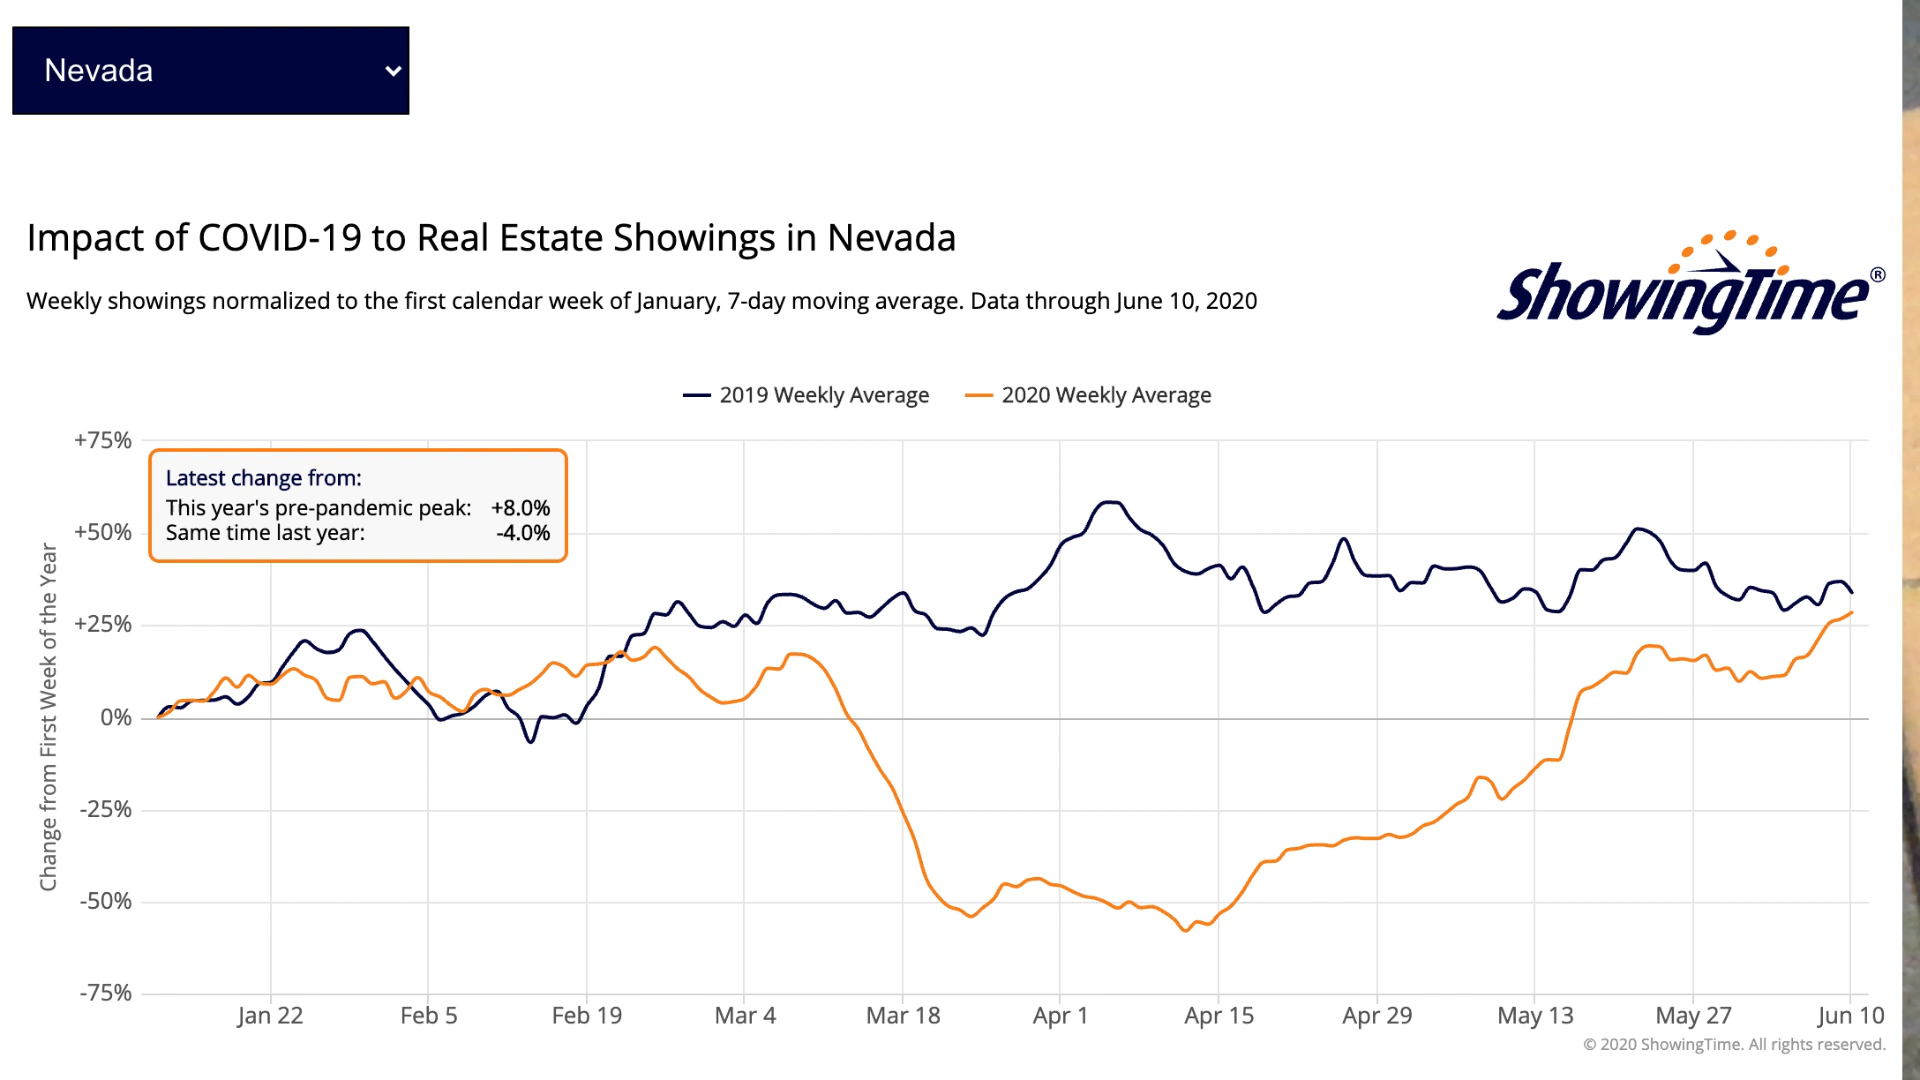 Nevada
Impact of COVID-19 to Real Estate Showings in Nevada
Weekly showings normalized to the first calendar week of January, 7-day moving average. Data through June 10, 2020
ShowingTime®
2019 Weekly Average
2020 Weekly Average
Latest change from:
This year's pre-pandemic peak: +8.0%
Same time last year: -4.0%
Change from First Week of the Year
+75%
+50%
+25%
0%
-25%
-50%
-75%
Jan 22 Feb 5 Feb 19 Mar 4 Mar 18 Apr 1 Apr 15 Apr 29 May 13 May 27 Jun 10
© 2020 ShowingTime. All rights reserved.